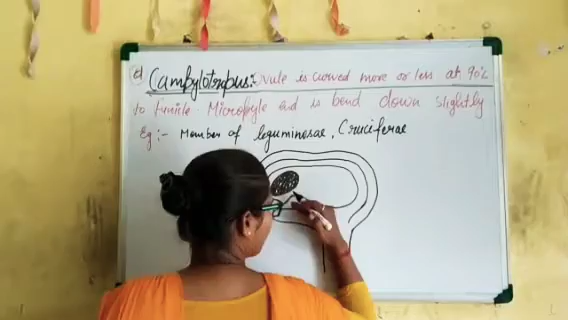 d) Campylotropus:- Ovule is curved more or less at 90°c
to funicle. Micropyle end is bend down slightly
Eg :- Member of leguminosae, Cruciferae